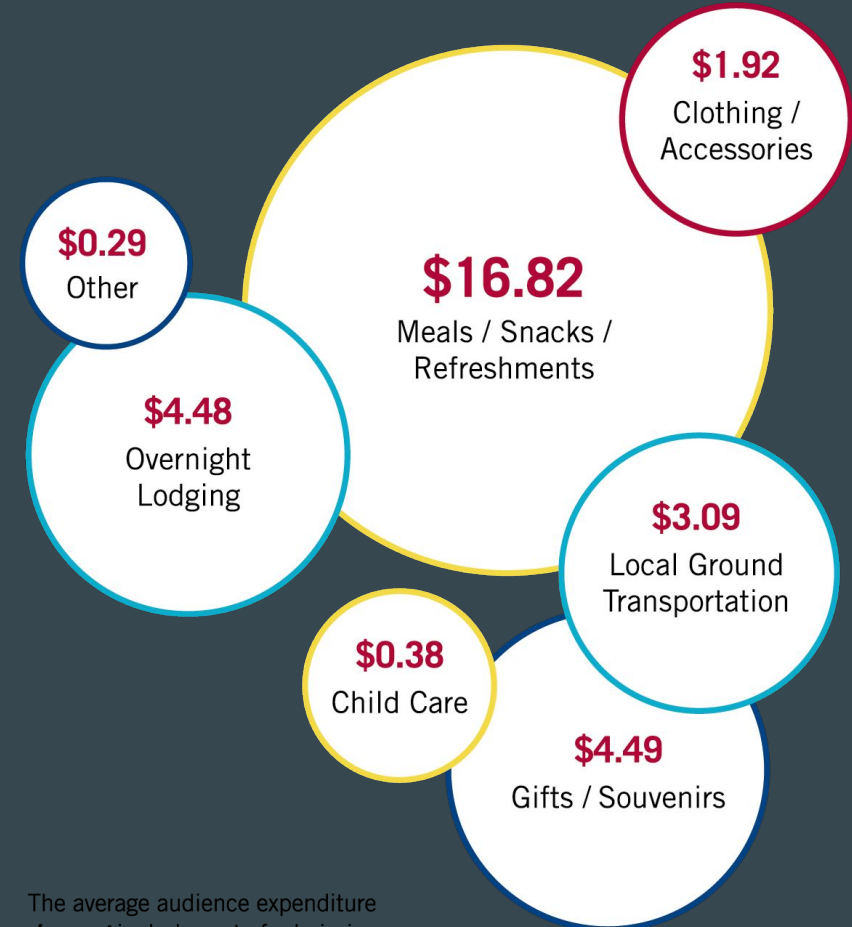 $1.92
Clothing /
Accessories
$0.29
Other
$16.82
Meals / Snacks /
Refreshments
$4.48
Overnight
Lodging
$3.09
Local Ground
Transportation
$0.38
Child Care
$4.49
Gifts / Souvenirs
The average audience expenditure